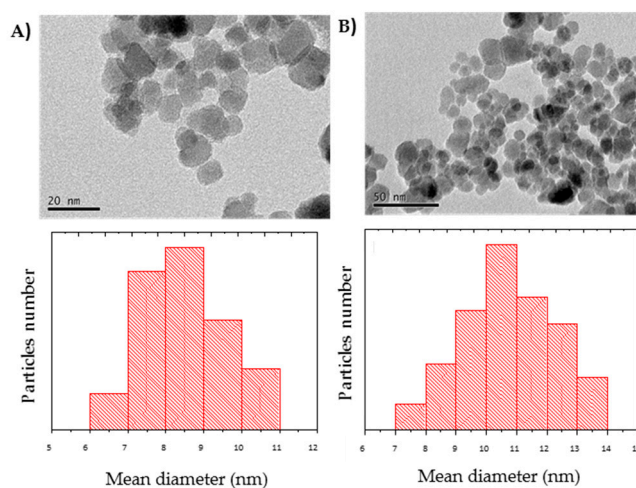 A)
20 nm
B)
50 nm
Particles number
5 6 7 8 9 10 11 12
Mean diameter (nm)
Particles number
6 7 8 9 10 11 12 13 14 15
Mean diameter (nm)